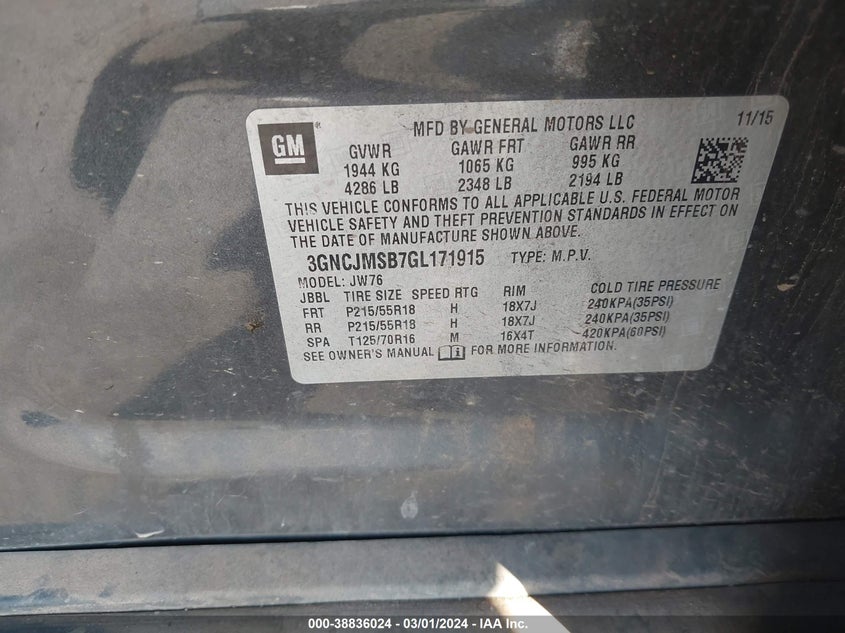 GM ®
MFD BY GENERAL MOTORS LLC 11/15
GVWR GAWR FRT GAWR RR
1944 KG 1065 KG 995 KG
4286 LB 2348 LB 2194 LB
THIS VEHICLE CONFORMS TO ALL APPLICABLE U.S. FEDERAL MOTOR
VEHICLE SAFETY AND THEFT PREVENTION STANDARDS IN EFFECT ON
THE DATE OF MANUFACTURE SHOWN ABOVE.
3GNCJMSB7GL171915 TYPE: M.P.V.
MODEL: JW76
JBBL TIRE SIZE SPEED RTG RIM COLD TIRE PRESSURE
FRT P215/55R18 H 18X7J 240KPA(35PSI)
RR P215/55R18 H 18X7J 240KPA(35PSI)
SPA T125/70R16 M 16X4T 420KPA(60PSI)
SEE OWNER'S MANUAL FOR MORE INFORMATION.
000-38836024 - 03/01/2024 - IAA Inc.